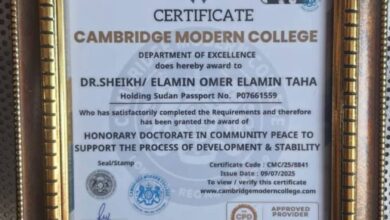 CERTIFICATE
CAMBRIDGE MODERN COLLEGE
DEPARTMENT OF EXCELLENCE
does hereby award to
DR.SHEIKH/ ELAMIN OMER ELAMIN TAHA
Holding Sudan Passport No. P07661559
Who has satisfactorily completed the Requirements and therefore
has been granted the award of
HONORARY DOCTORATE IN COMMUNITY PEACE TO
SUPPORT THE PROCESS OF DEVELOPMENT & STABILITY
Seal/Stamp
Certificate Code : CMC/25/8841
Issue Date : 09/07/2025
To view / verify this certificate
www.cambridgemoderncollege.com
CPD
APPROVED
PROVIDER